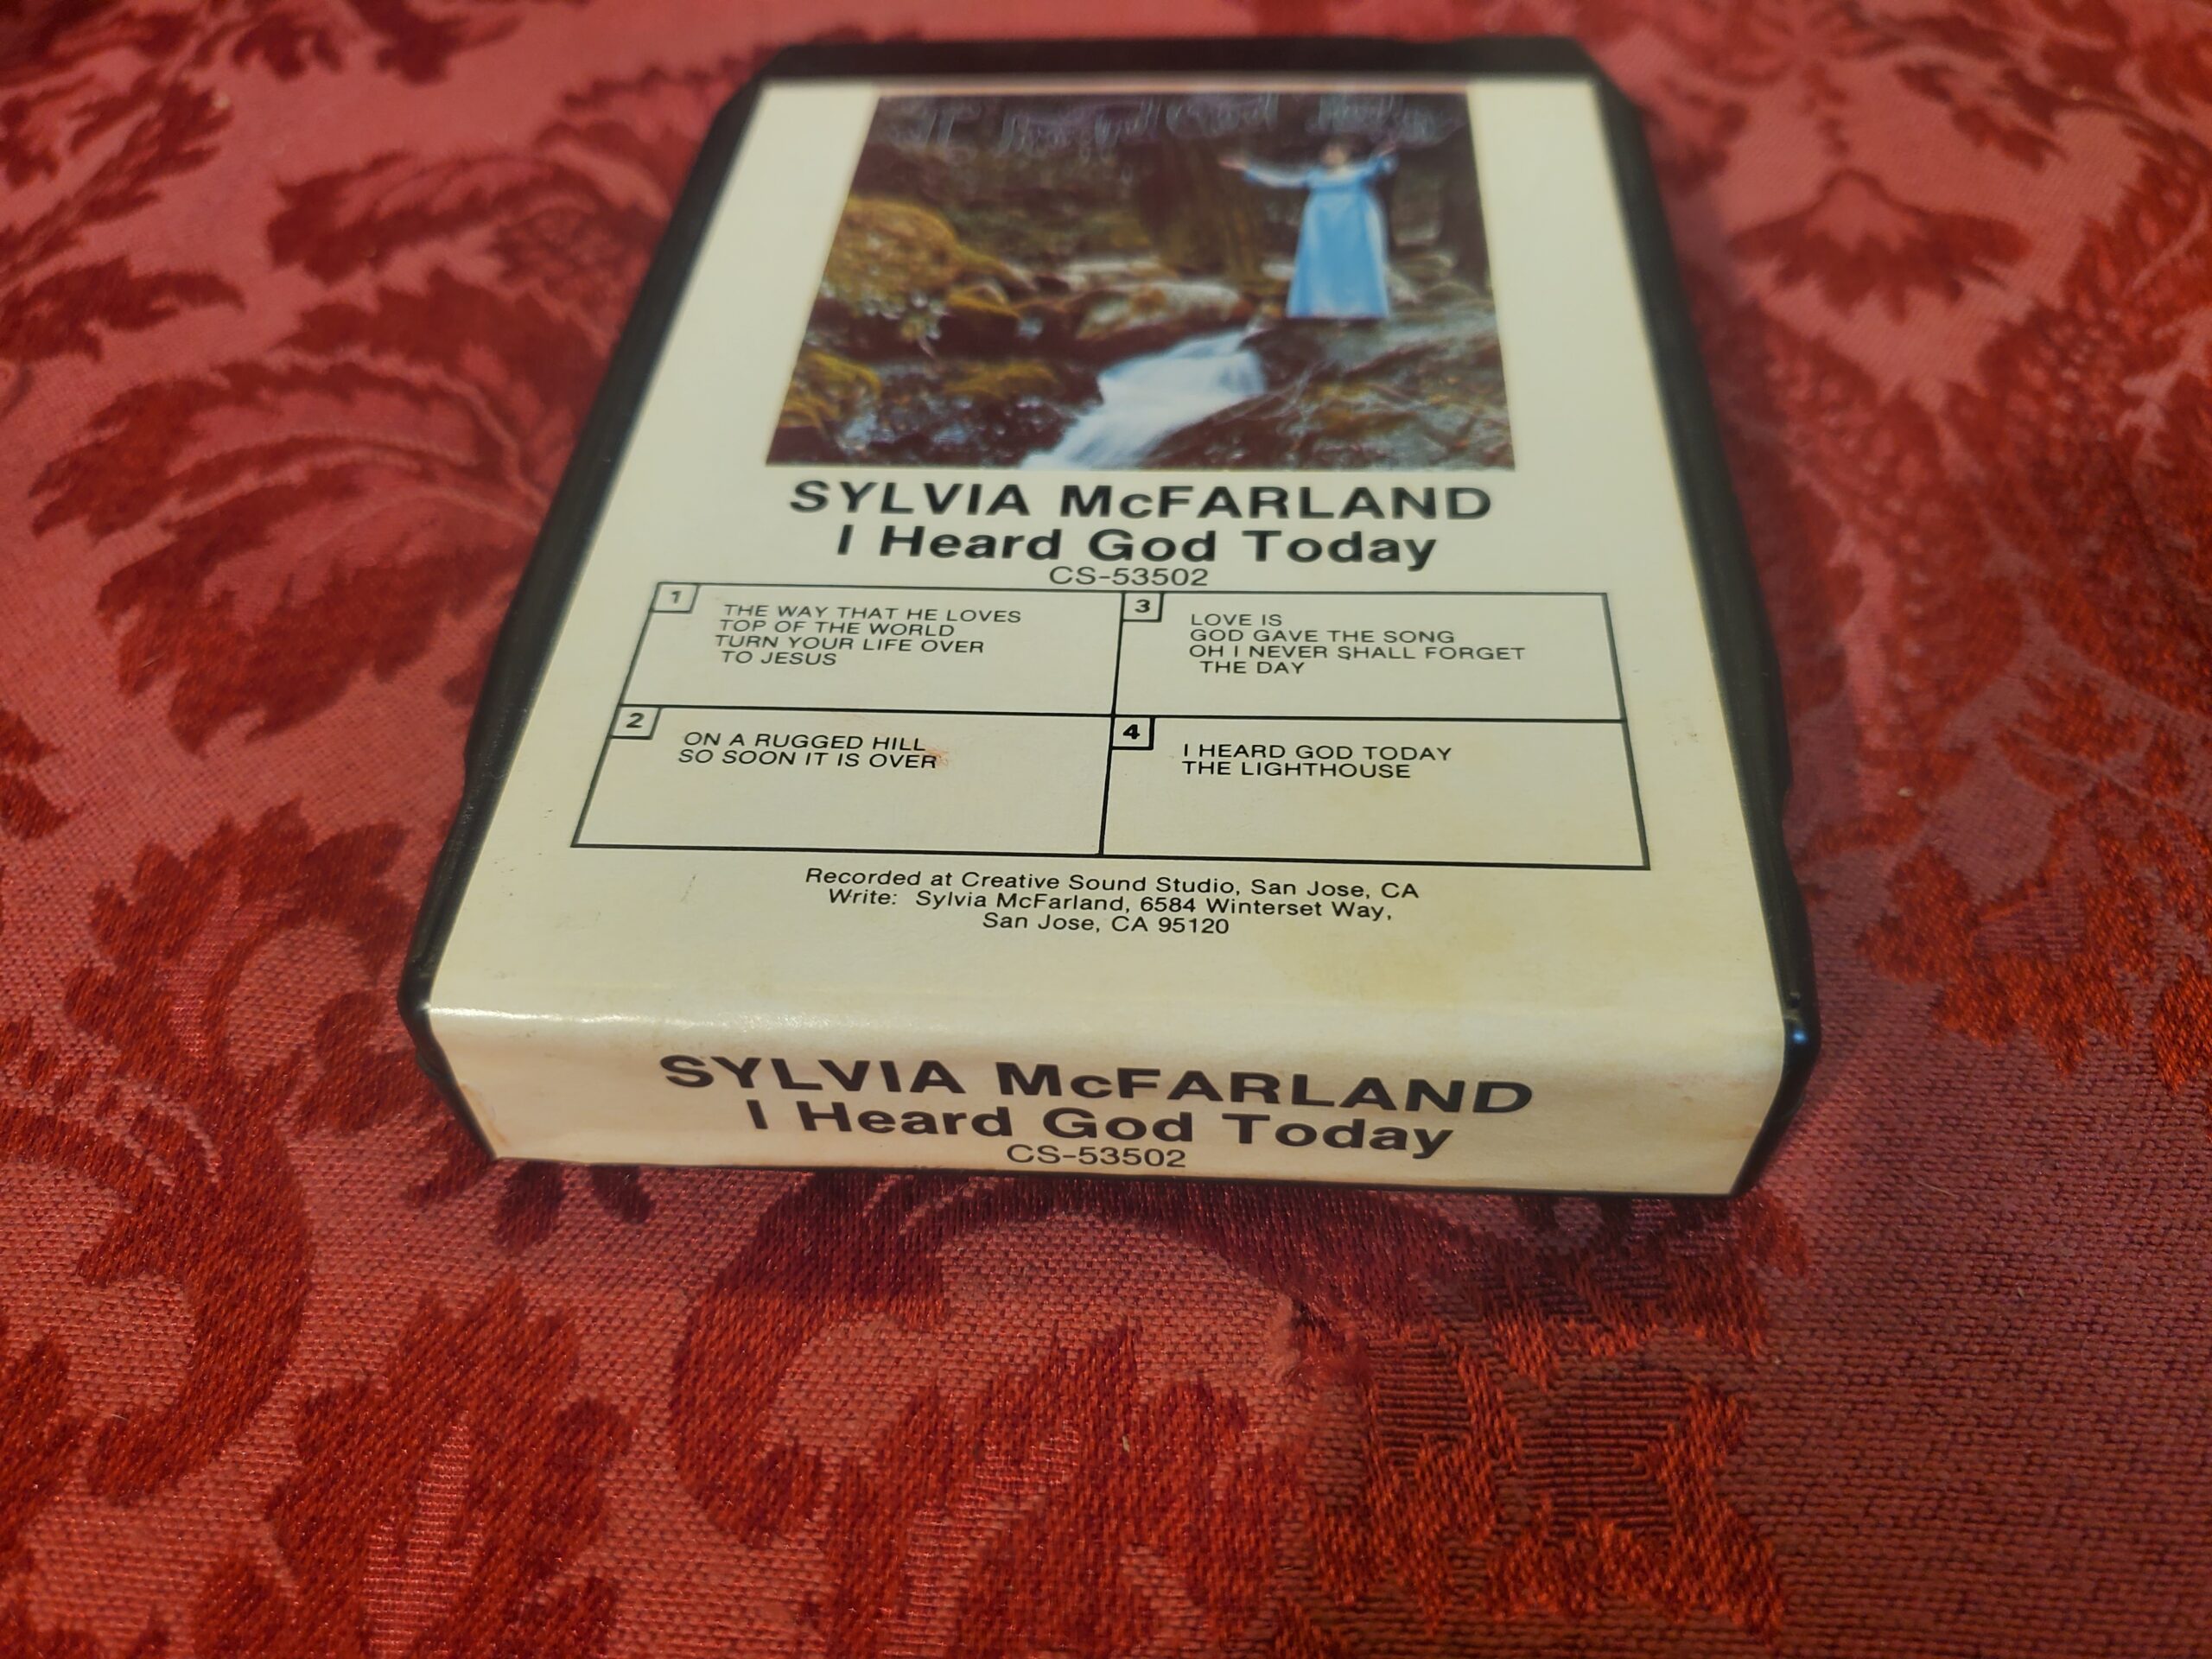 I Heard God Today
SYLVIA McFARLAND
I Heard God Today
CS-53502
1
THE WAY THAT HE LOVES
TOP OF THE WORLD
TURN YOUR LIFE OVER
TO JESUS
2
ON A RUGGED HILL
SO SOON IT IS OVER
3
LOVE IS
GOD GAVE THE SONG
OH I NEVER SHALL FORGET
THE DAY
4
I HEARD GOD TODAY
THE LIGHTHOUSE
Recorded at Creative Sound Studio, San Jose, CA
Write: Sylvia McFarland, 6584 Winterset Way,
San Jose, CA 95120
SYLVIA McFARLAND
I Heard God Today
CS-53502